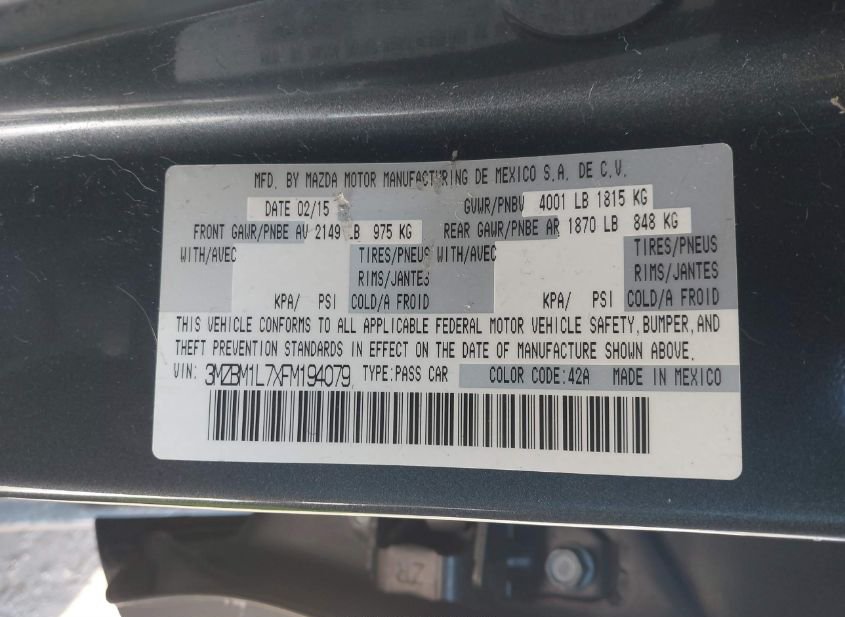 MFD. BY MAZDA MOTOR MANUFACTURING DE MEXICO S.A. DE C.V.
DATE 02/15 GVWR/PNBV 4001 LB 1815 KG
FRONT GAWR/PNBE AV 2149 LB 975 KG REAR GAWR/PNBE AR 1870 LB 848 KG
WITH/AVEC TIRES/PNEUS WITH/AVEC TIRES/PNEUS
RIMS/JANTES RIMS/JANTES
KPA/ PSI COLD/A FROID KPA/ PSI COLD/A FROID
THIS VEHICLE CONFORMS TO ALL APPLICABLE FEDERAL MOTOR VEHICLE SAFETY, BUMPER, AND
THEFT PREVENTION STANDARDS IN EFFECT ON THE DATE OF MANUFACTURE SHOWN ABOVE.
VIN: 3MZBM1L7XFM194079 TYPE:PASS CAR COLOR CODE:42A MADE IN MEXICO
ZR